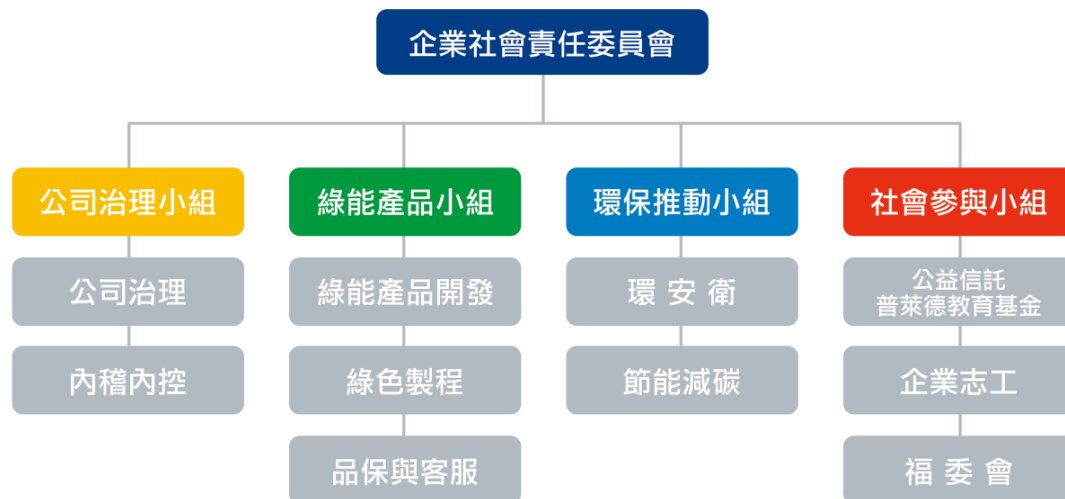 企業社會責任委員會
公司治理小組
綠能產品小組
環保推動小組
社會參與小組
公司治理
綠能產品開發
環安衛
公益信託
普萊德教育基金
內稽內控
綠色製程
節能減碳
企業志工
品保與客服
福委會